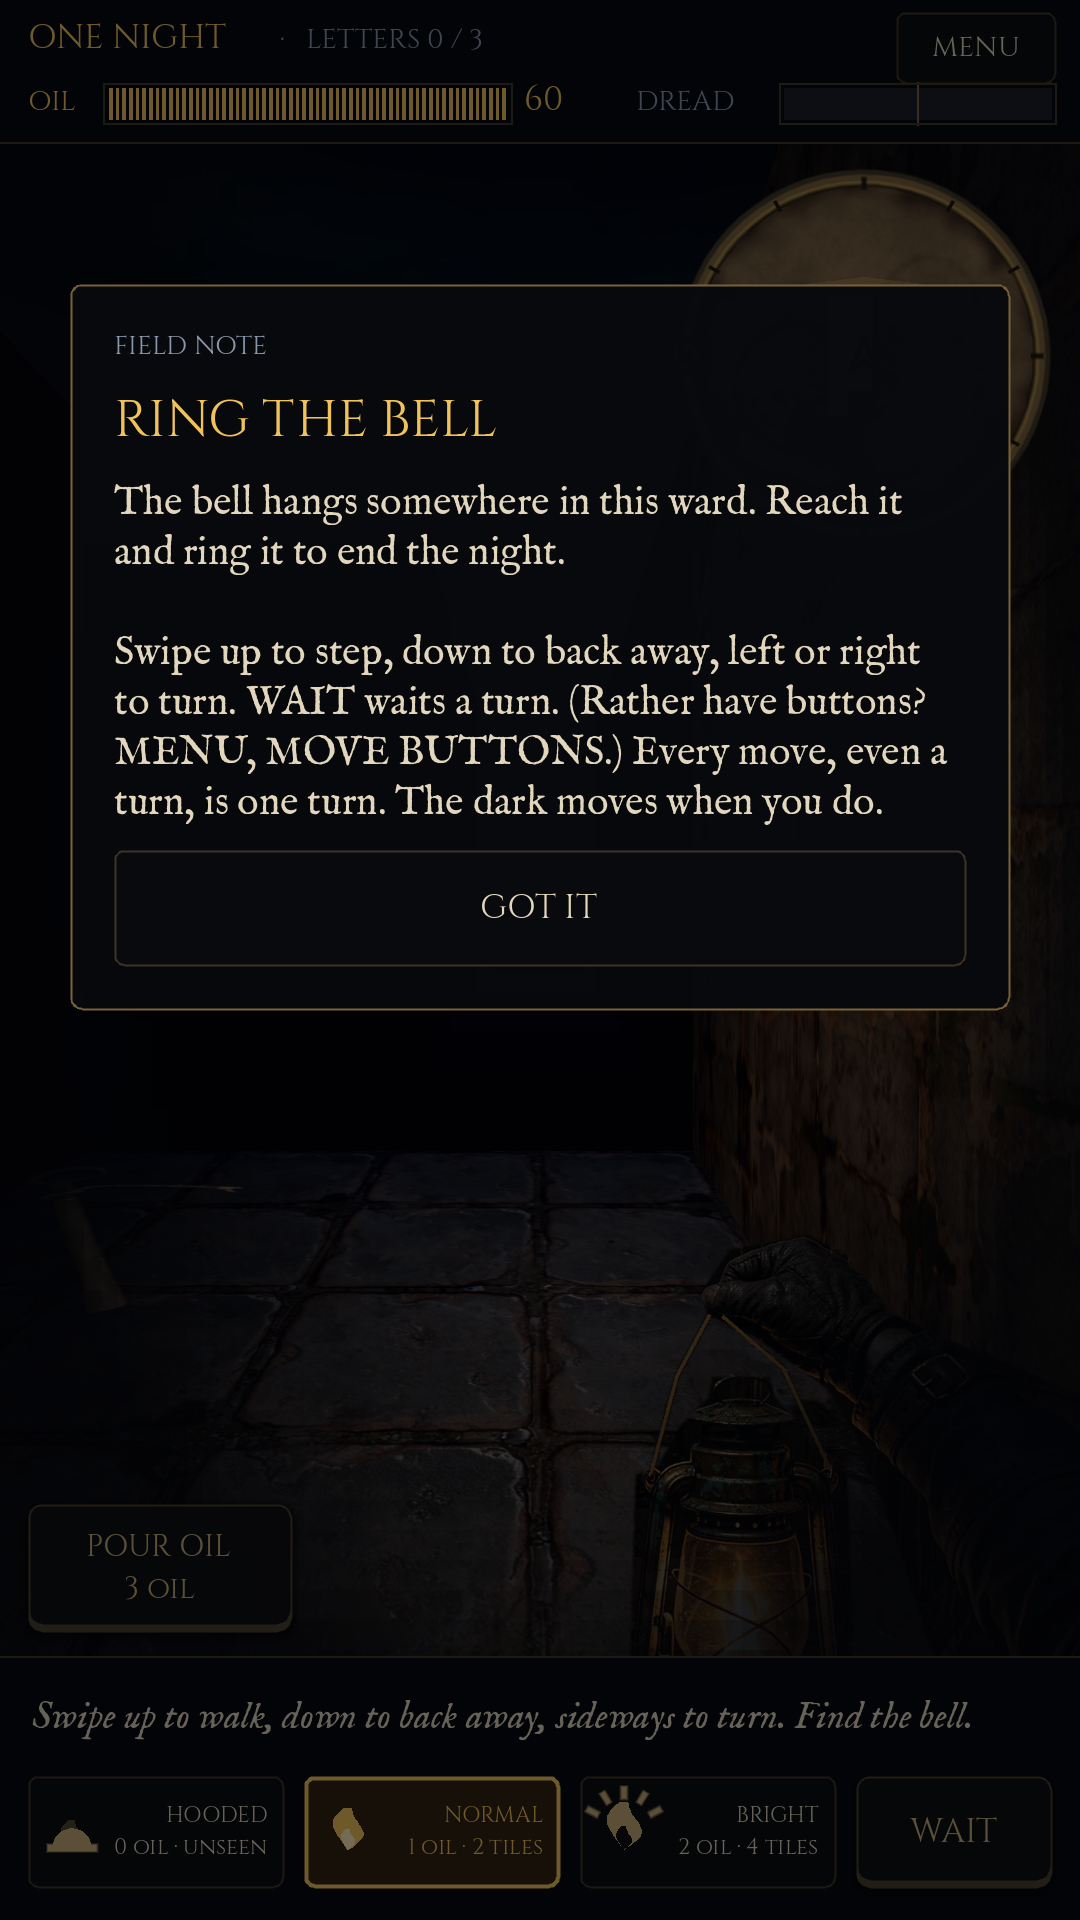 ONE NIGHT · LETTERS 0 / 3
MENU
OIL 60 DREAD
FIELD NOTE
RING THE BELL
The bell hangs somewhere in this ward. Reach it
and ring it to end the night.
Swipe up to step, down to back away, left or right
to turn. WAIT waits a turn. (Rather have buttons?
MENU, MOVE BUTTONS.) Every move, even a
turn, is one turn. The dark moves when you do.
GOT IT
POUR OIL
3 OIL
Swipe up to walk, down to back away, sideways to turn. Find the bell.
HOODED
0 OIL · UNSEEN
NORMAL
1 OIL · 2 TILES
BRIGHT
2 OIL · 4 TILES
WAIT